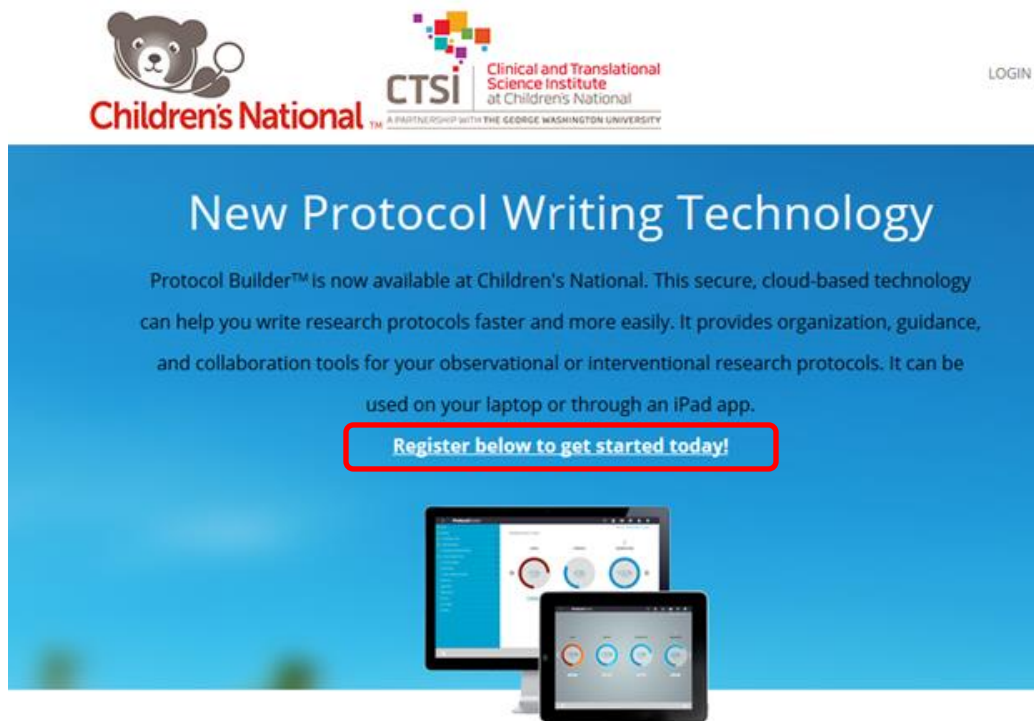 Children's National ™
CTSi
Clinical and Translational
Science Institute
at Children's National
A PARTNERSHIP WITH THE GEORGE WASHINGTON UNIVERSITY
LOGIN
New Protocol Writing Technology
Protocol Builder™ is now available at Children's National. This secure, cloud-based technology
can help you write research protocols faster and more easily. It provides organization, guidance,
and collaboration tools for your observational or interventional research protocols. It can be
used on your laptop or through an iPad app.
Register below to get started today!